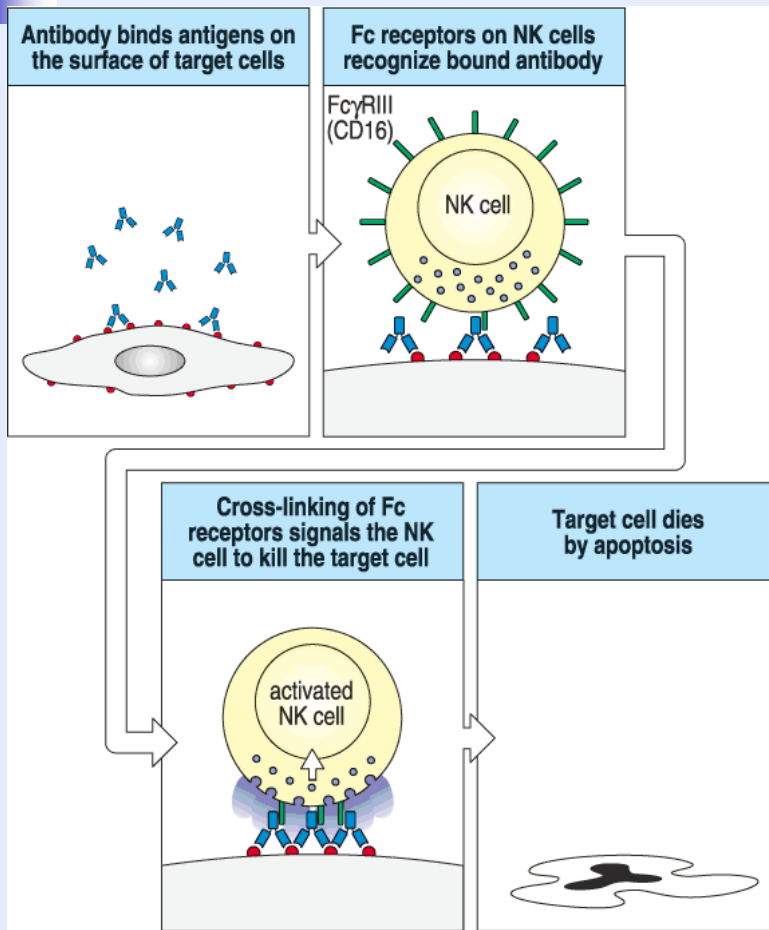 Antibody binds antigens on
the surface of target cells
Fc receptors on NK cells
recognize bound antibody
FcγRIII
(CD16)
NK cell
Cross-linking of Fc
receptors signals the NK
cell to kill the target cell
activated
NK cell
Target cell dies
by apoptosis